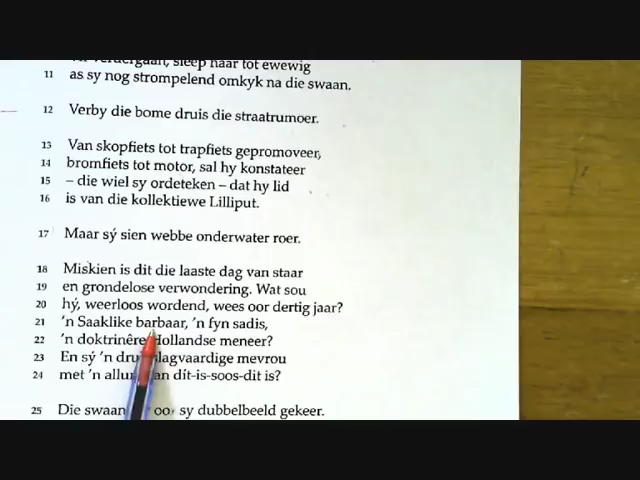 verdergaan, sleep haar tot ewewig
11 as sy nog strompelend omkyk na die swaan.
12 Verby die bome druis die straatrumoer.
13 Van skopfiets tot trapfiets gepromoveer,
14 bromfiets tot motor, sal hy konstateer
15 – die wiel sy ordeteken – dat hy lid
16 is van die kollektiewe Lilliput.
17 Maar sý sien webbe onderwater roer.
18 Miskien is dit die laaste dag van staar
19 en grondelose verwondering. Wat sou
20 hý, weerloos wordend, wees oor dertig jaar?
21 'n Saaklike barbaar, 'n fyn sadis,
22 'n doktrinêre Hollandse meneer?
23 En sý 'n mevrou
24 met 'n dít-is-soos-dit is?
25 Die swaan sy dubbelbeeld gekeer.